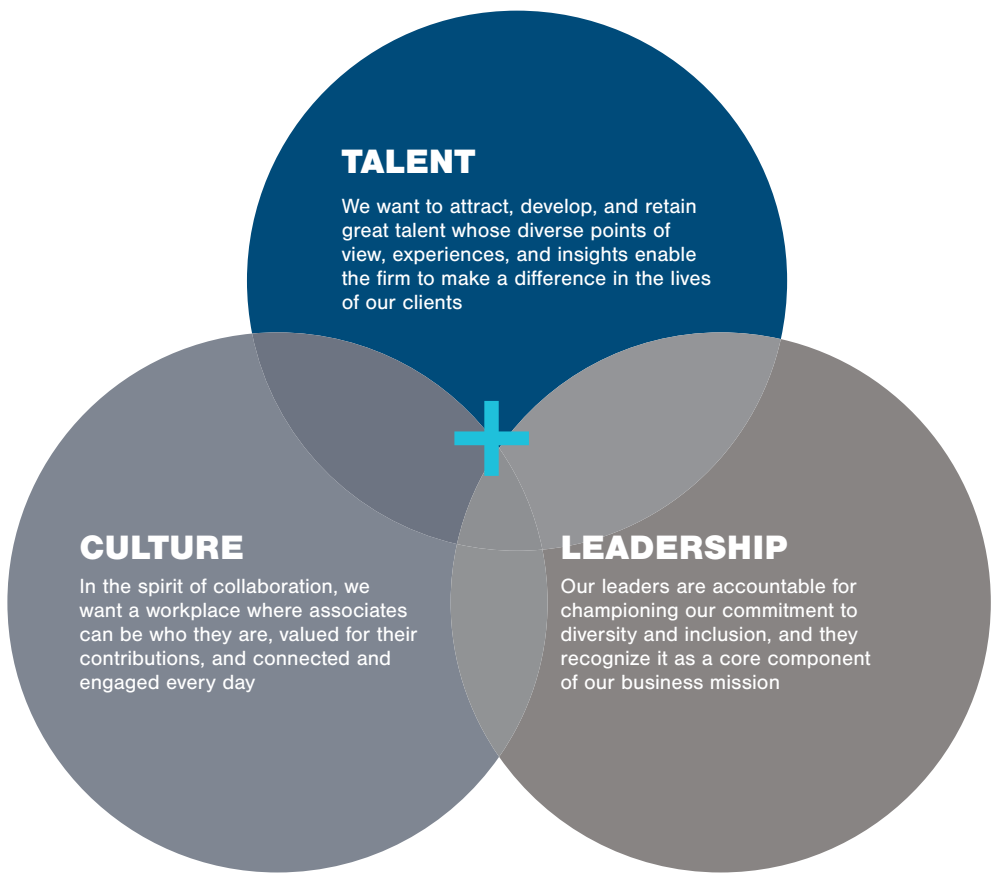 TALENT
We want to attract, develop, and retain
great talent whose diverse points of
view, experiences, and insights enable
the firm to make a difference in the lives
of our clients
CULTURE
In the spirit of collaboration, we
want a workplace where associates
can be who they are, valued for their
contributions, and connected and
engaged every day
LEADERSHIP
Our leaders are accountable for
championing our commitment to
diversity and inclusion, and they
recognize it as a core component
of our business mission